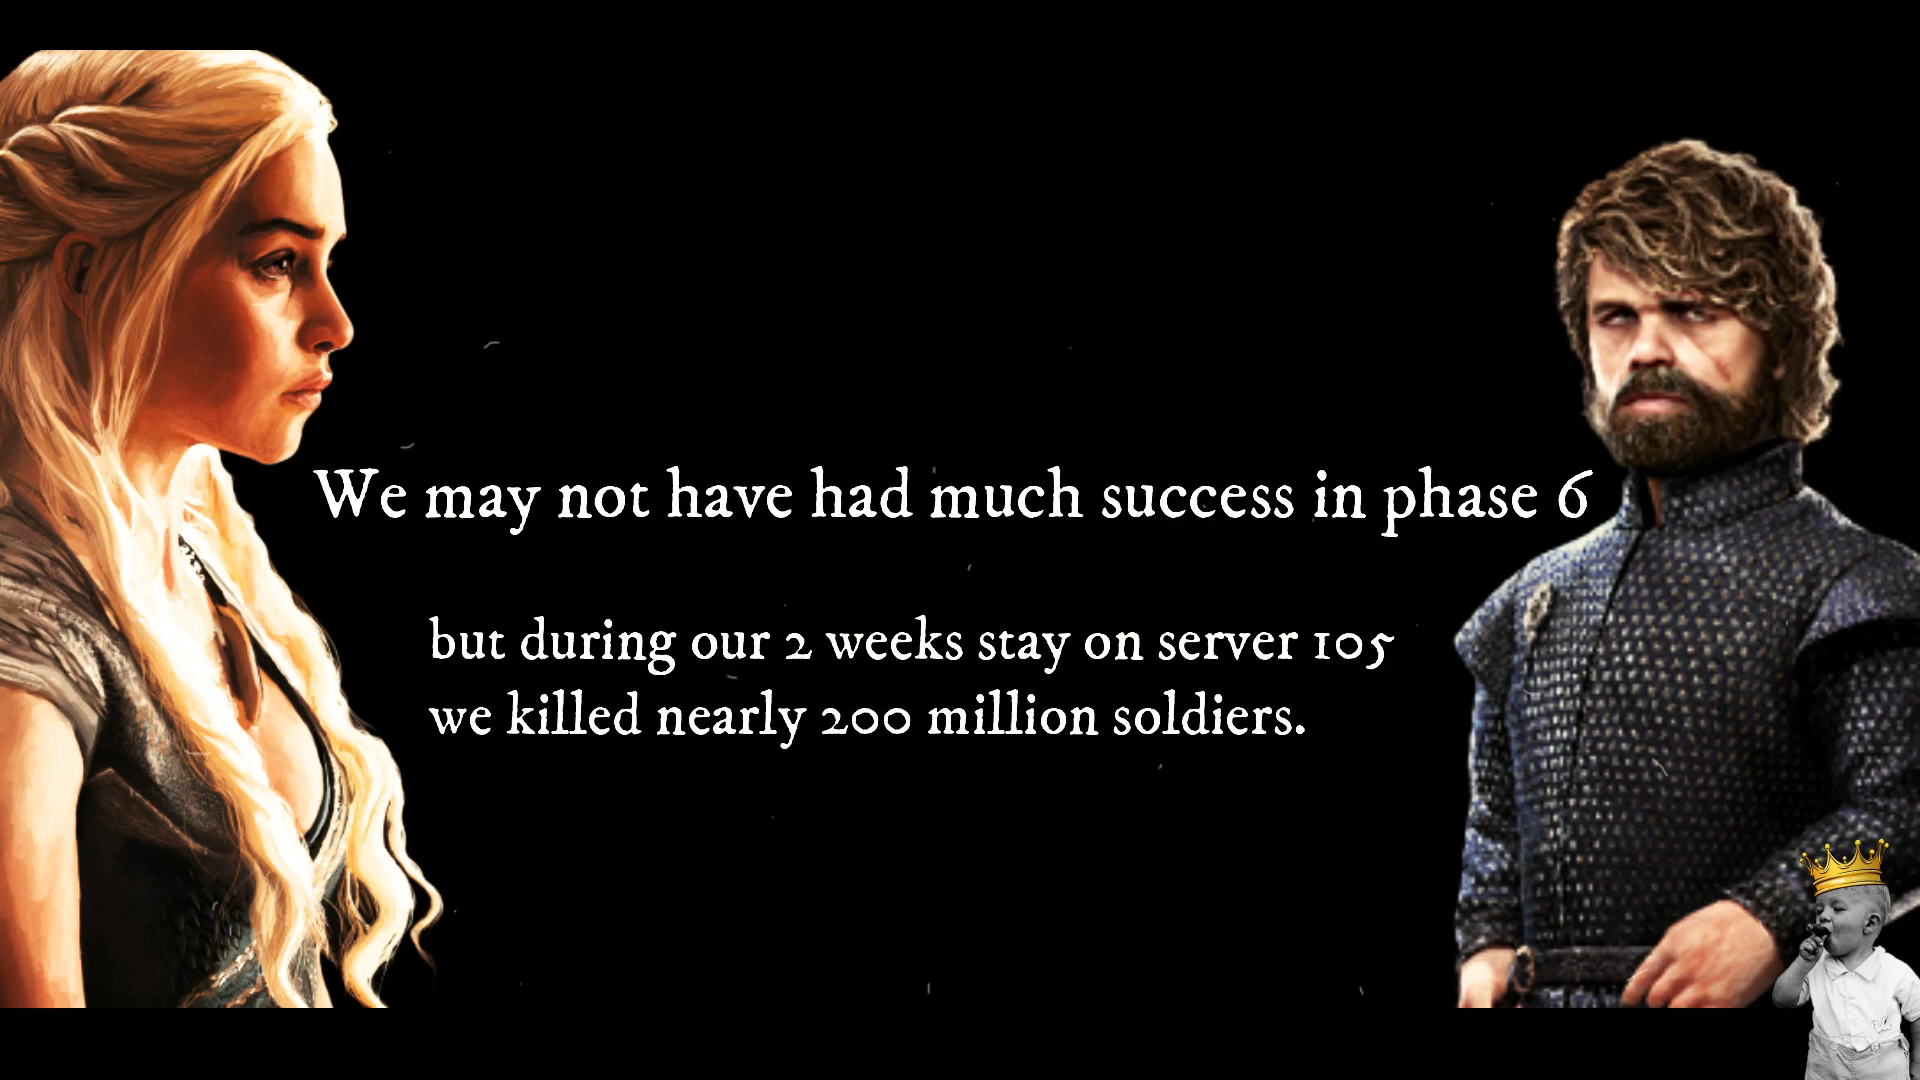 We may not have had much success in phase 6
but during our 2 weeks stay on server 105
we killed nearly 200 million soldiers.